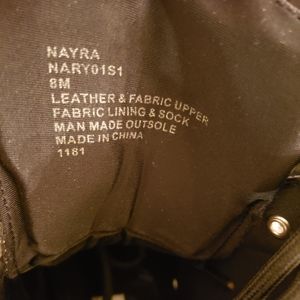 NAYRA
NARY01S1
8M
LEATHER & FABRIC UPPER
FABRIC LINING & SOCK
MAN MADE OUTSOLE
MADE IN CHINA
1181